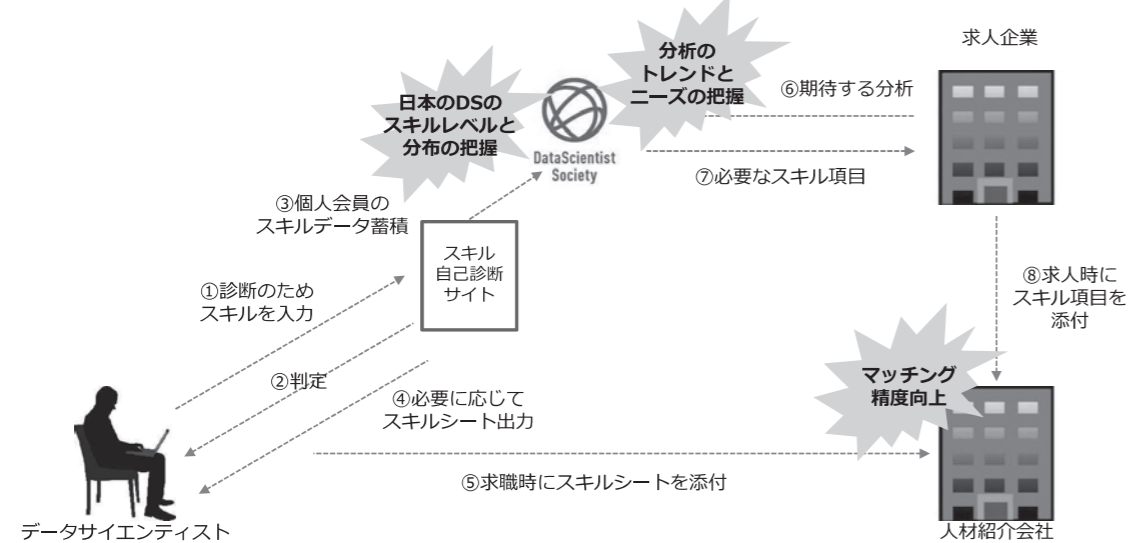 求人企業
分析の
トレンドと
ニーズの把握
⑥期待する分析
日本のDSの
スキルレベルと
分布の把握
DataScientist
Society
⑦必要なスキル項目
③個人会員の
スキルデータ蓄積
スキル
自己診断
サイト
①診断のため
スキルを入力
⑧求人時に
スキル項目を
添付
②判定
④必要に応じて
スキルシート出力
マッチング
精度向上
⑤求職時にスキルシートを添付
データサイエンティスト
人材紹介会社